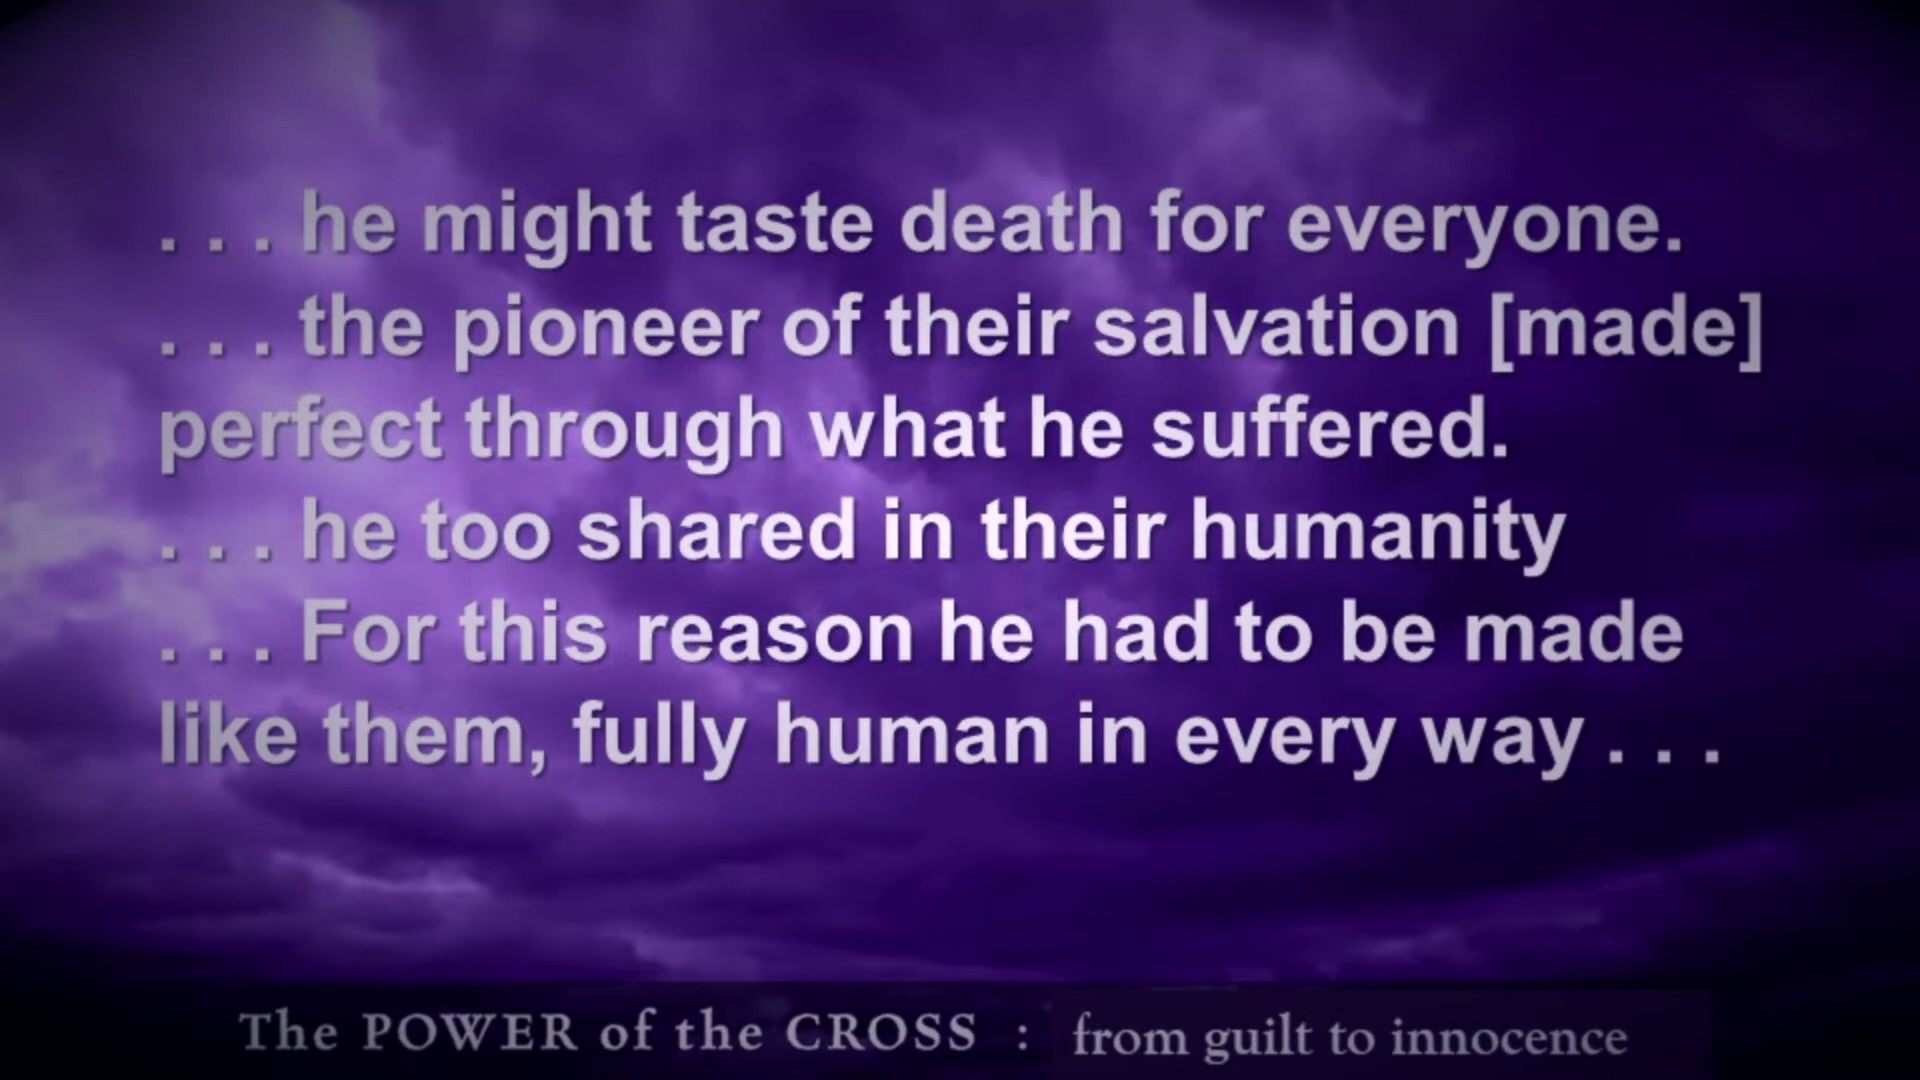 . . . he might taste death for everyone.
. . . the pioneer of their salvation [made]
perfect through what he suffered.
. . . he too shared in their humanity
. . . For this reason he had to be made
like them, fully human in every way . . .
The POWER of the CROSS : from guilt to innocence